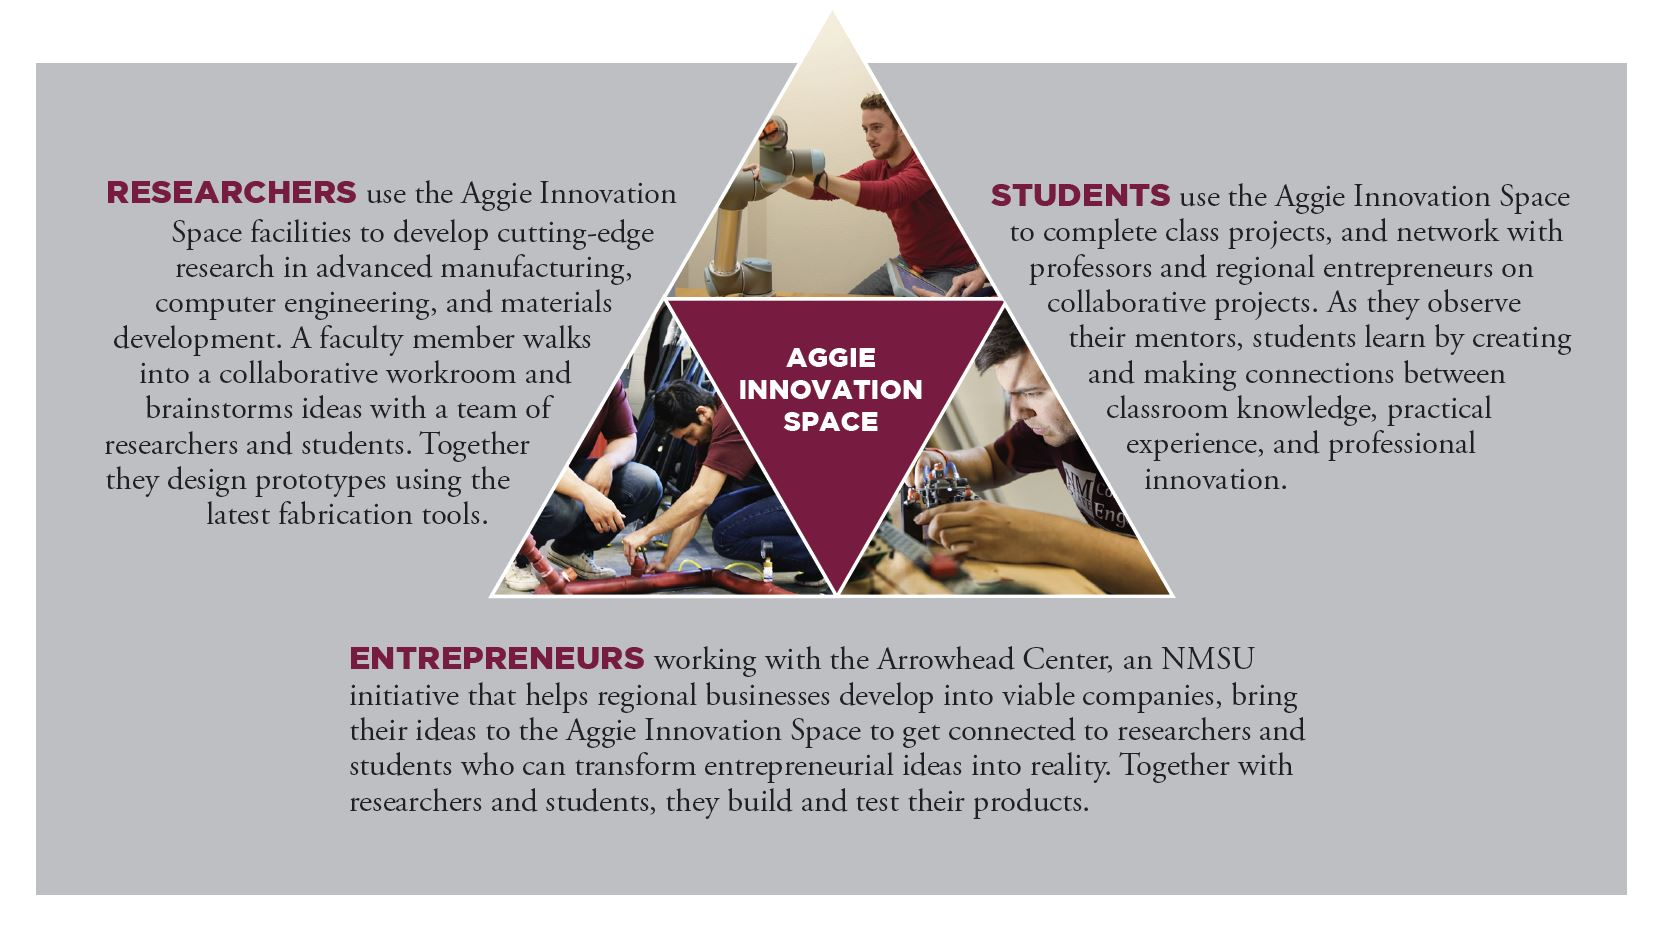 RESEARCHERS use the Aggie Innovation
Space facilities to develop cutting-edge
research in advanced manufacturing,
computer engineering, and materials
development. A faculty member walks
into a collaborative workroom and
brainstorms ideas with a team of
researchers and students. Together
they design prototypes using the
latest fabrication tools.
AGGIE
INNOVATION
SPACE
STUDENTS use the Aggie Innovation Space
to complete class projects, and network with
professors and regional entrepreneurs on
collaborative projects. As they observe
their mentors, students learn by creating
and making connections between
classroom knowledge, practical
experience, and professional
innovation.
NM
Eng
ENTREPRENEURS working with the Arrowhead Center, an NMSU
initiative that helps regional businesses develop into viable companies, bring
their ideas to the Aggie Innovation Space to get connected to researchers and
students who can transform entrepreneurial ideas into reality. Together with
researchers and students, they build and test their products.